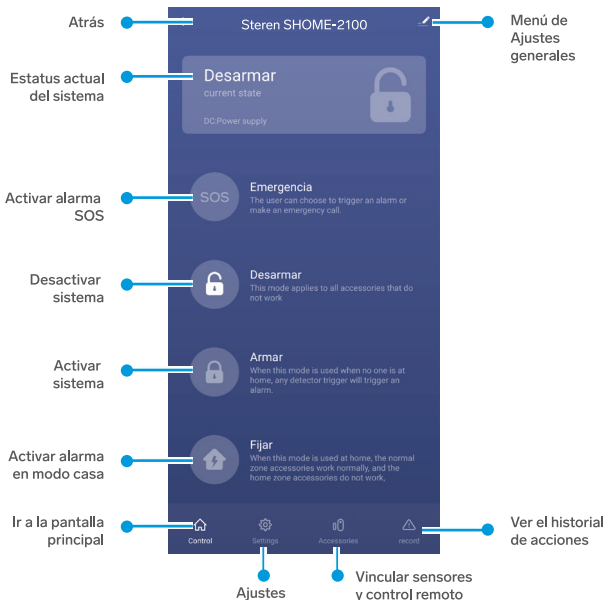 Atrás
Steren SHOME-2100
Menú de
Ajustes
generales
Estatus actual
del sistema
Desarmar
current state
DC:Power supply
Activar alarma
SOS
SOS
Emergencia
The user can choose to trigger an alarm or
make an emergency call.
Desactivar
sistema
Desarmar
This mode applies to all accessories that do
not work
Activar
sistema
Armar
When this mode is used when no one is at
home, any detector trigger will trigger an
alarm.
Activar alarma
en modo casa
Fijar
When this mode is used at home, the normal
zone accessories work normally, and the
home zone accessories do not work,
Ir a la pantalla
principal
Control
Settings
Accessories
record
Ver el historial
de acciones
Ajustes
Vincular sensores
y control remoto